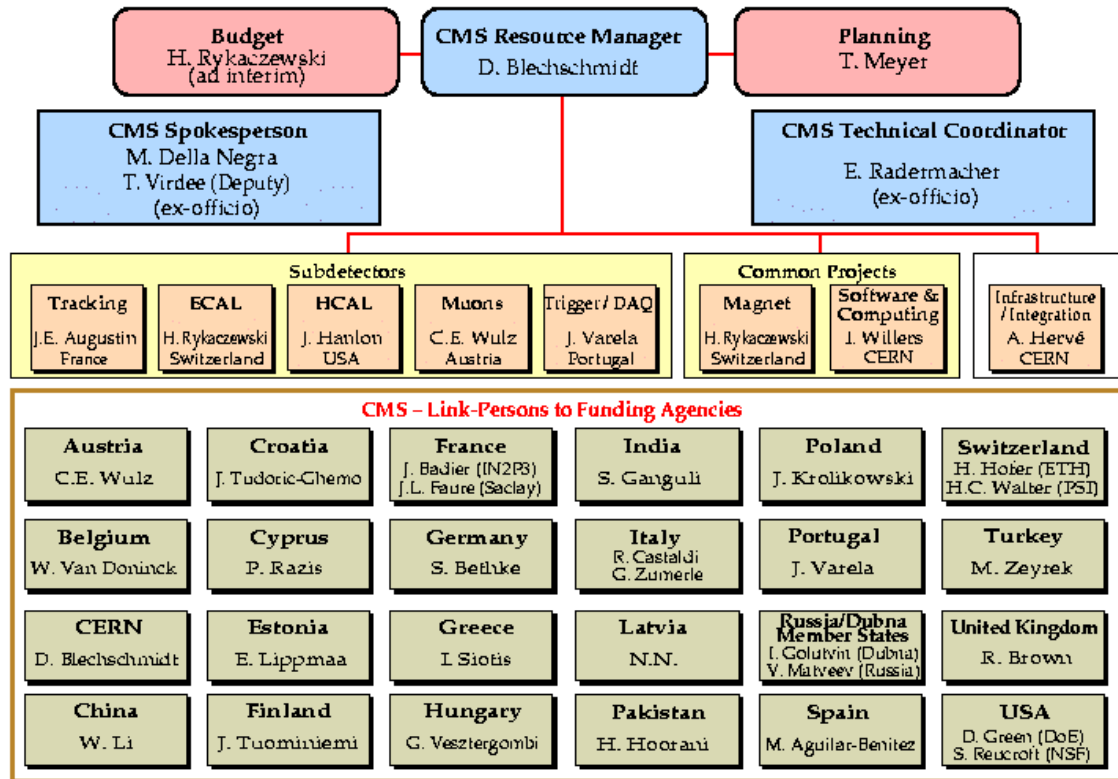 Budget
H. Rykaczewski
(ad interim)
CMS Resource Manager
D. Blechschmidt
Planning
T. Meyer
CMS Spokesperson
M. Della Negra
T. Virdee (Deputy)
(ex-officio)
CMS Technical Coordinator
E. Radermacher
(ex-officio)
Subdetectors
Tracking
J.E. Augustin
France
ECAL
H. Rykaczewski
Switzerland
HCAL
J. Hanlon
USA
Muons
C.E. Wulz
Austria
Trigger / DAQ
J. Varela
Portugal
Common Projects
Magnet
H. Rykaczewski
Switzerland
Software &
Computing
I. Willers
CERN
Infrastructure
/ Integration
A. Hervé
CERN
CMS – Link-Persons to Funding Agencies
Austria
C.E. Wulz
Croatia
J. Tudoric-Ghemo
France
J. Badier (IN2P3)
J.L. Faure (Saclay)
India
S. Ganguli
Poland
J. Krolikowski
Switzerland
H. Hofer (ETH)
H.C. Walter (PSI)
Belgium
W. Van Doninck
Cyprus
P. Razis
Germany
S. Bethke
Italy
R. Castaldi
G. Zumerle
Portugal
J. Varela
Turkey
M. Zeyrek
CERN
D. Blechschmidt
Estonia
E. Lippmaa
Greece
I. Siotis
Latvia
N.N.
Russia/Dubna
Member States
I. Golutvin (Dubna)
V. Matveev (Russia)
United Kingdom
R. Brown
China
W. Li
Finland
J. Tuominiemi
Hungary
G. Vesztergombi
Pakistan
H. Hoorani
Spain
M. Aguilar-Benitez
USA
D. Green (DoE)
S. Reucroft (NSF)